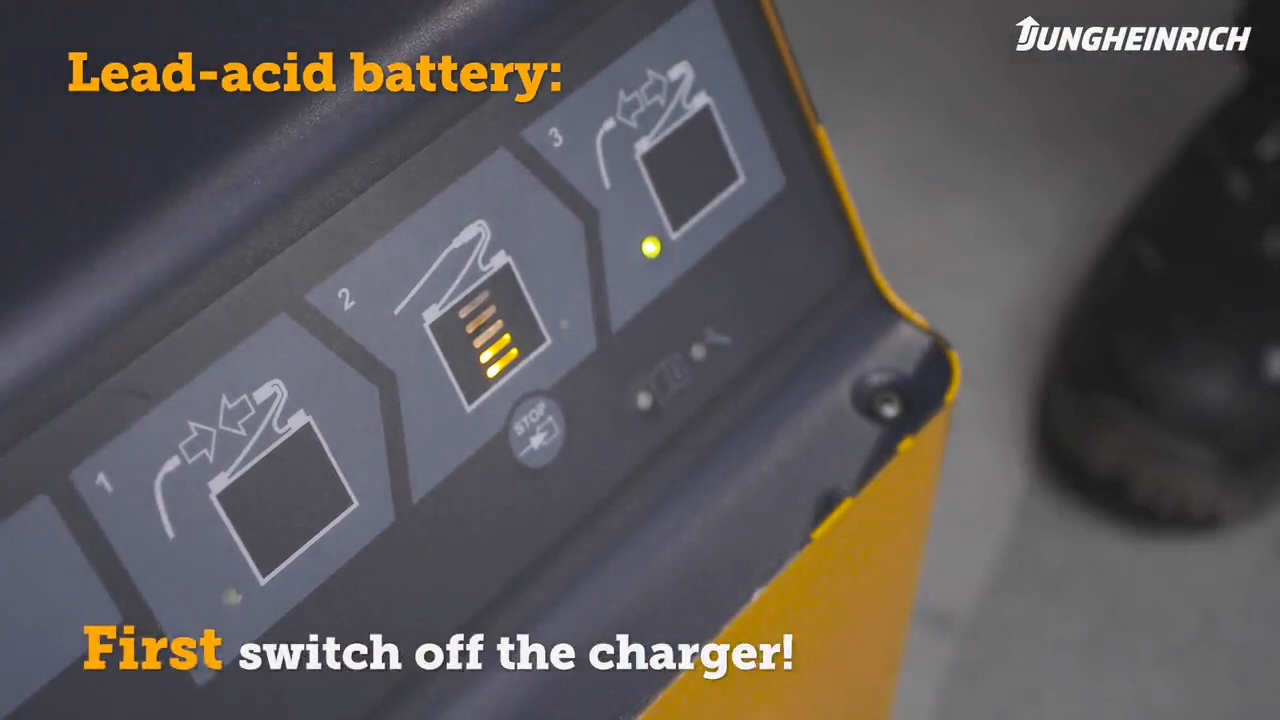 JUNGHEINRICH
Lead-acid battery:
3
2
1
STOP
First switch off the charger!